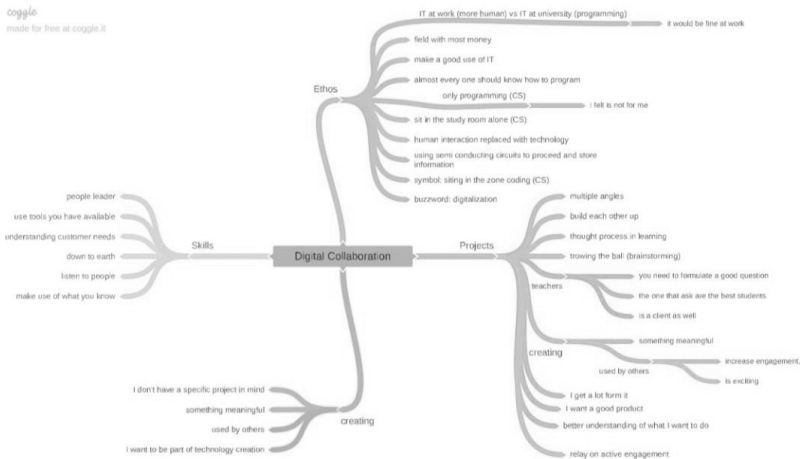 coggle
made for free at coggle.it
IT at work (more human) vs IT at university (programming)
it would be fine at work
field with most money
make a good use of IT
almost every one should know how to program
only programming (CS)
I felt is not for me
sit in the study room alone (CS)
human interaction replaced with technology
using semi conducting circuits to proceed and store
information
symbol: siting in the zone coding (CS)
buzzword: digitalization
Ethos
people leader
use tools you have available
understanding customer needs
down to earth
listen to people
make use of what you know
Skills
Digital Collaboration
Projects
multiple angles
build each other up
thought process in learning
trowing the ball (brainstorming)
teachers
you need to formulate a good question
the one that ask are the best students
is a client as well
creating
something meaningful
used by others
increase engagement,
is exciting
I get a lot form it
I want a good product
better understanding of what I want to do
relay on active engagement
I don't have a specific project in mind
something meaningful
used by others
I want to be part of technology creation
creating